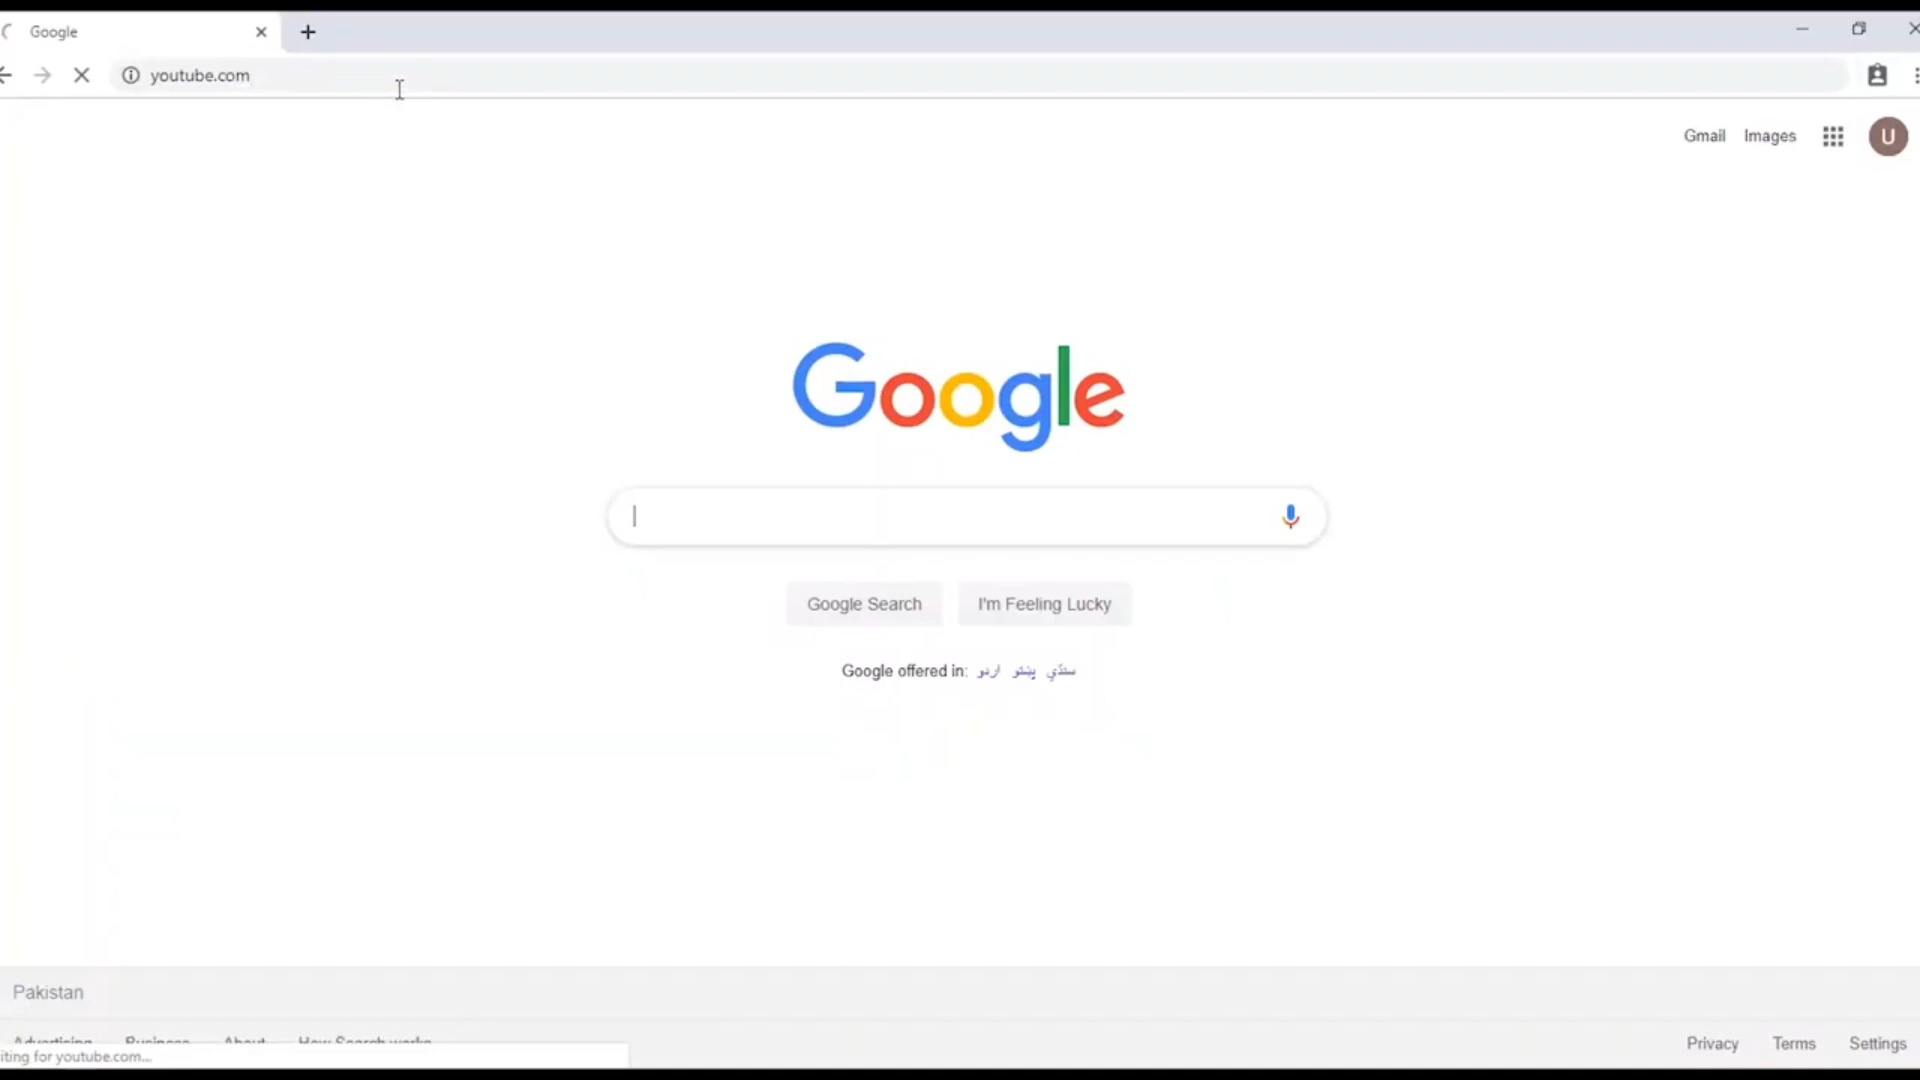 Google
youtube.com
Gmail Images
U
Google
Google Search I'm Feeling Lucky
Google offered in: اردو پښتو سنڌي
Pakistan
Advertising Business About How Search works
Privacy Terms Settings
iting for youtube.com...